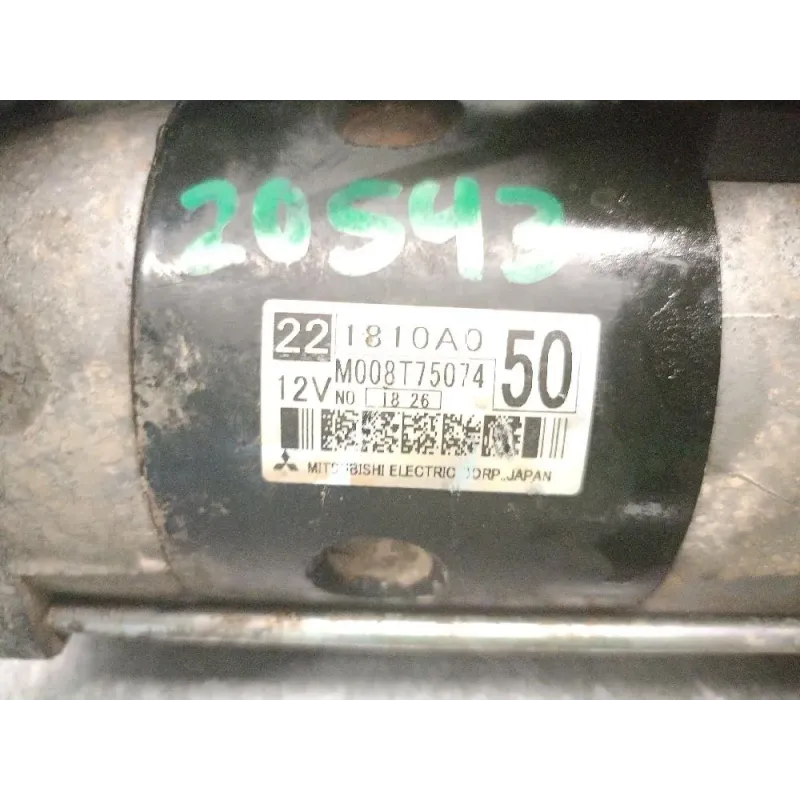 20543
22 1810A0 50
12V M008T75074
NO 18 26
MITSUBISHI ELECTRIC CORP. JAPAN